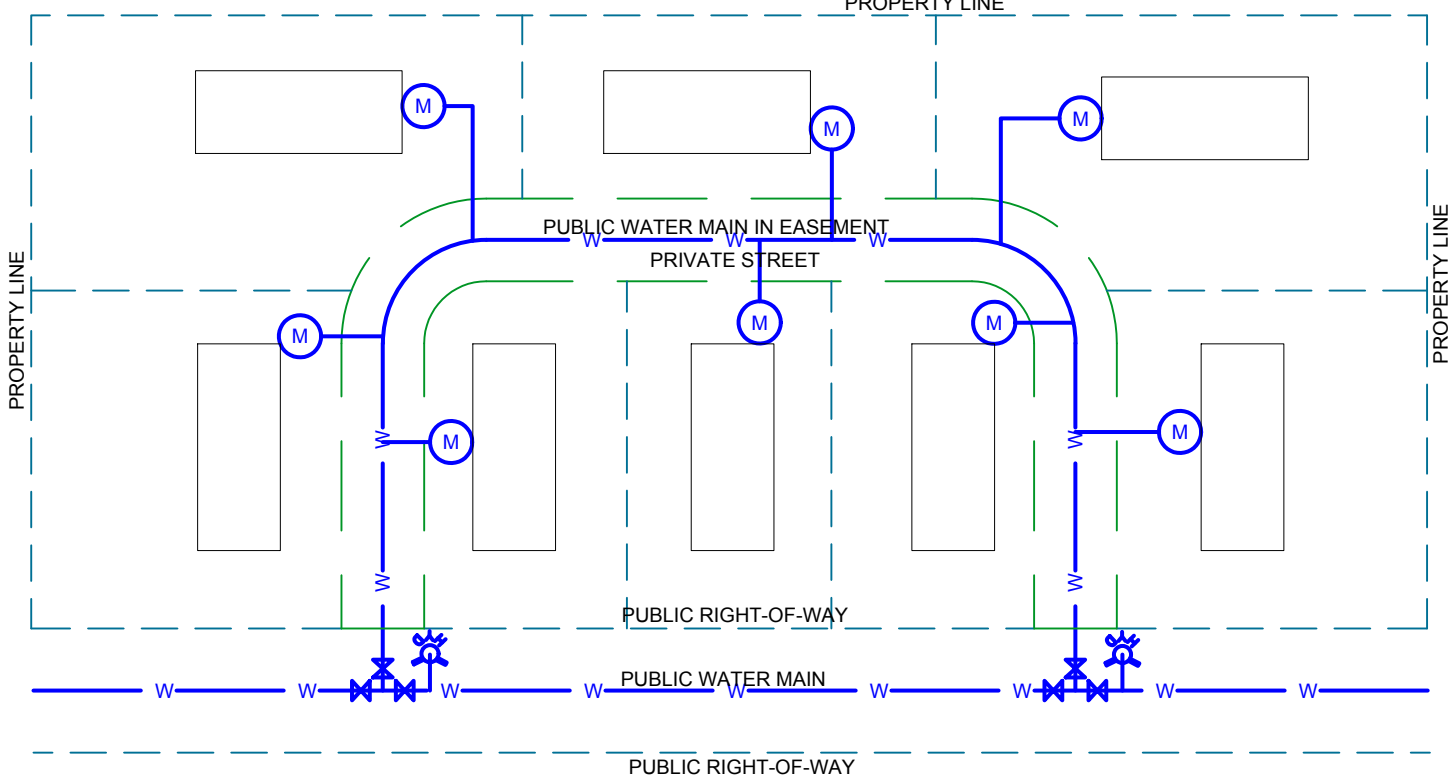 PROPERTY LINE
M
M
M
PUBLIC WATER MAIN IN EASEMENT
W W W
PRIVATE STREET
PROPERTY LINE
PROPERTY LINE
M
M
M
M
M
W
W
W
W
PUBLIC RIGHT-OF-WAY
PUBLIC WATER MAIN
W W W W W W W W W
PUBLIC RIGHT-OF-WAY